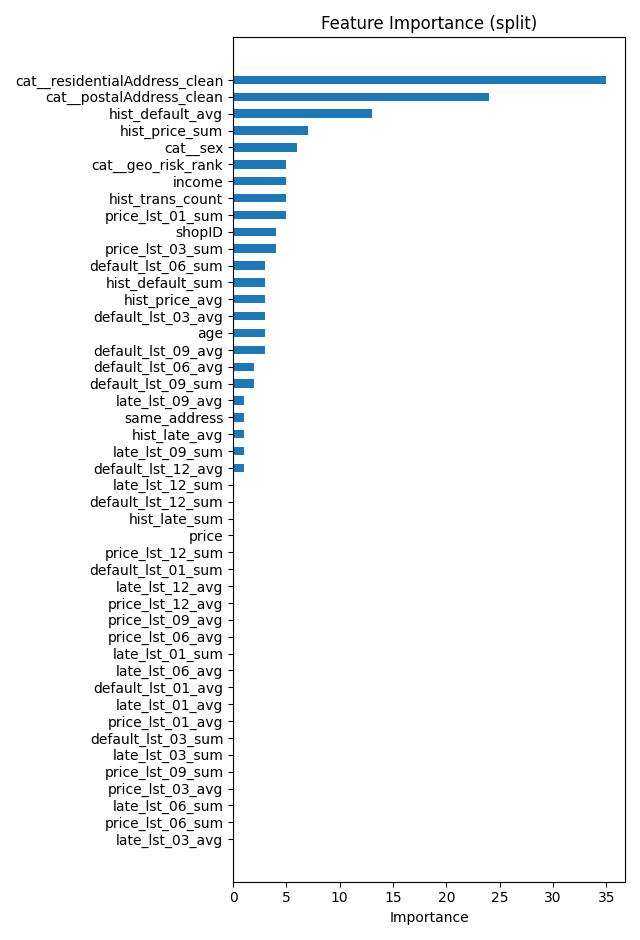 Feature Importance (split)
cat__residentialAddress_clean
cat__postalAddress_clean
hist_default_avg
hist_price_sum
cat__sex
cat__geo_risk_rank
income
hist_trans_count
price_lst_01_sum
shopID
price_lst_03_sum
default_lst_06_sum
hist_default_sum
hist_price_avg
default_lst_03_avg
age
default_lst_09_avg
default_lst_06_avg
default_lst_09_sum
late_lst_09_avg
same_address
hist_late_avg
late_lst_09_sum
default_lst_12_avg
late_lst_12_sum
default_lst_12_sum
hist_late_sum
price
price_lst_12_sum
default_lst_01_sum
late_lst_12_avg
price_lst_12_avg
price_lst_09_avg
price_lst_06_avg
late_lst_01_sum
late_lst_06_avg
default_lst_01_avg
late_lst_01_avg
price_lst_01_avg
default_lst_03_sum
late_lst_03_sum
price_lst_09_sum
price_lst_03_avg
late_lst_06_sum
price_lst_06_sum
late_lst_03_avg
0 5 10 15 20 25 30 35
Importance